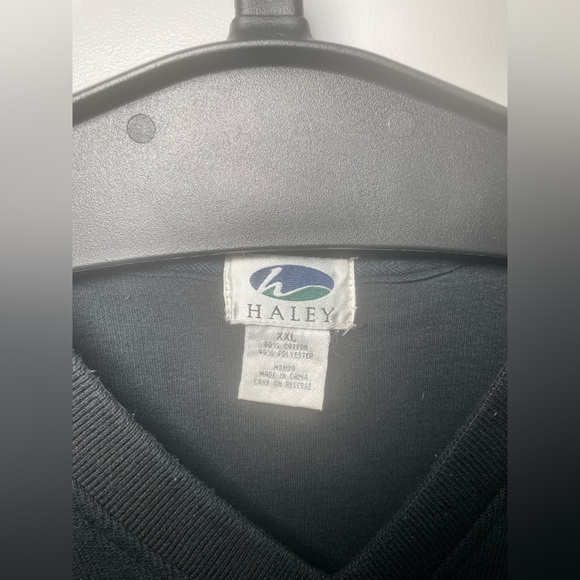 h
HALEY
XXL
60% COTTON
40% POLYESTER
MADE IN CHINA
CARE ON REVERSE